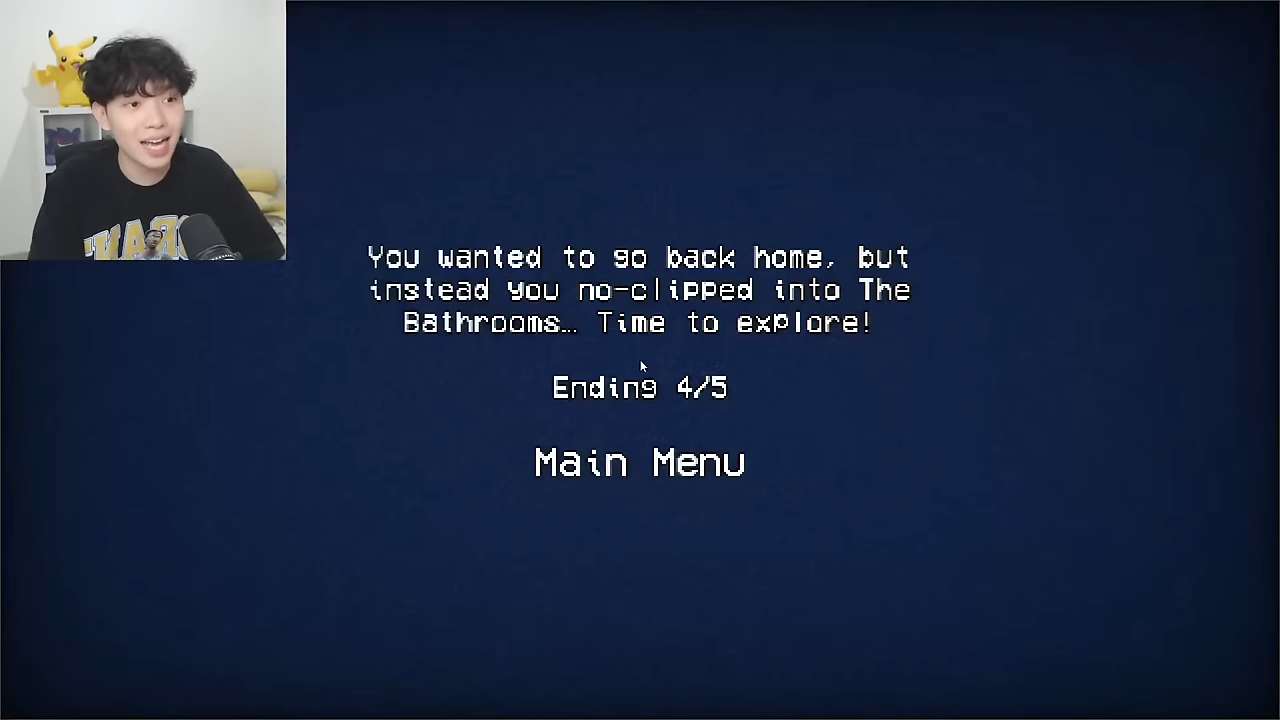 You wanted to go back home, but
instead you no-clipped into The
Bathrooms… Time to explore!
Ending 4/5
Main Menu